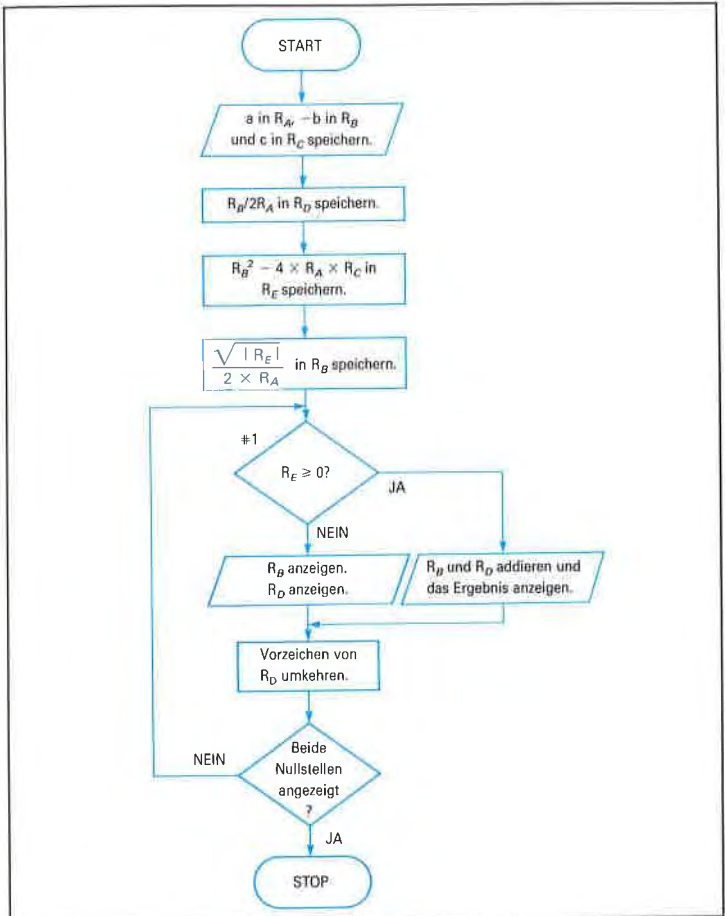 START
a in R_A, −b in R_B
und c in R_C speichern.
R_B/2R_A in R_D speichern.
R_B² − 4 × R_A × R_C in
R_E speichern.
√|R_E| / 2 × R_A in R_B speichern.
#1
R_E ≥ 0?
JA
NEIN
R_B anzeigen.
R_D anzeigen.
R_B und R_D addieren und
das Ergebnis anzeigen.
Vorzeichen von
R_D umkehren.
NEIN
Beide
Nullstellen
angezeigt
?
JA
STOP